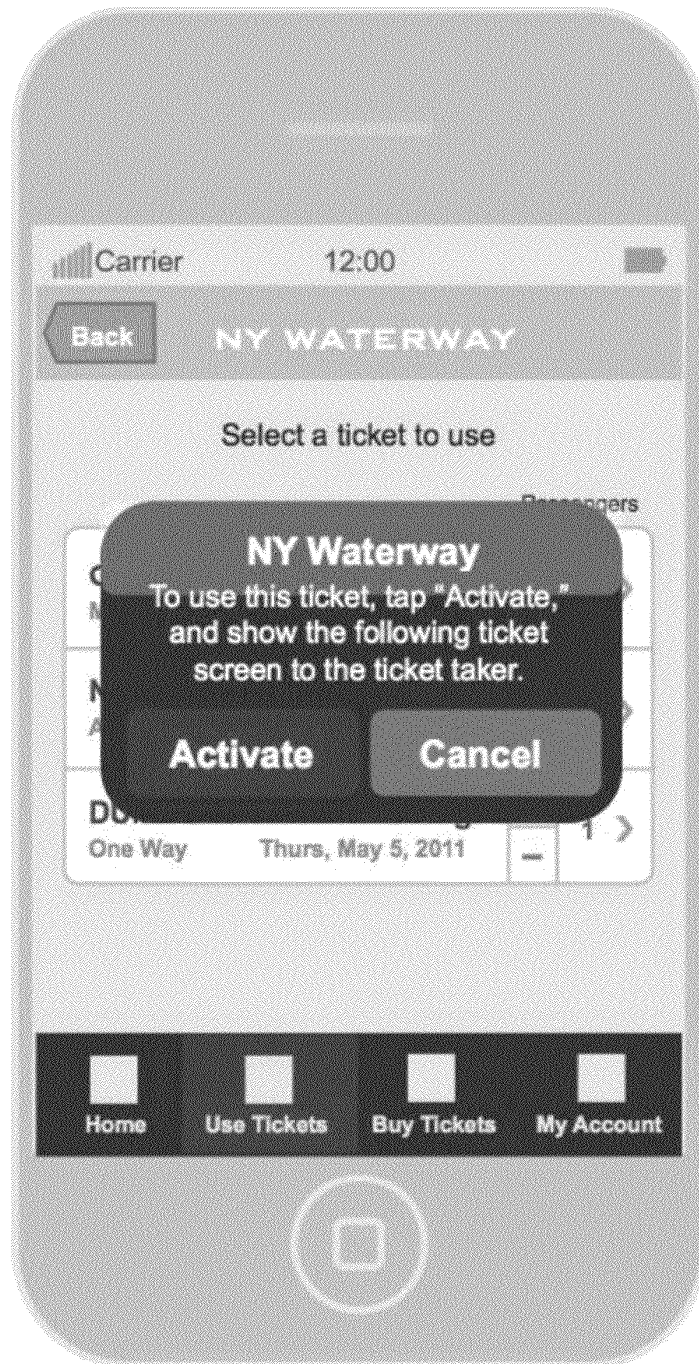 Carrier 12:00
Back NY WATERWAY
Select a ticket to use
NY Waterway
To use this ticket, tap “Activate,”
and show the following ticket
screen to the ticket taker.
Activate Cancel
1
One Way Thurs, May 5, 2011 –
Home Use Tickets Buy Tickets My Account